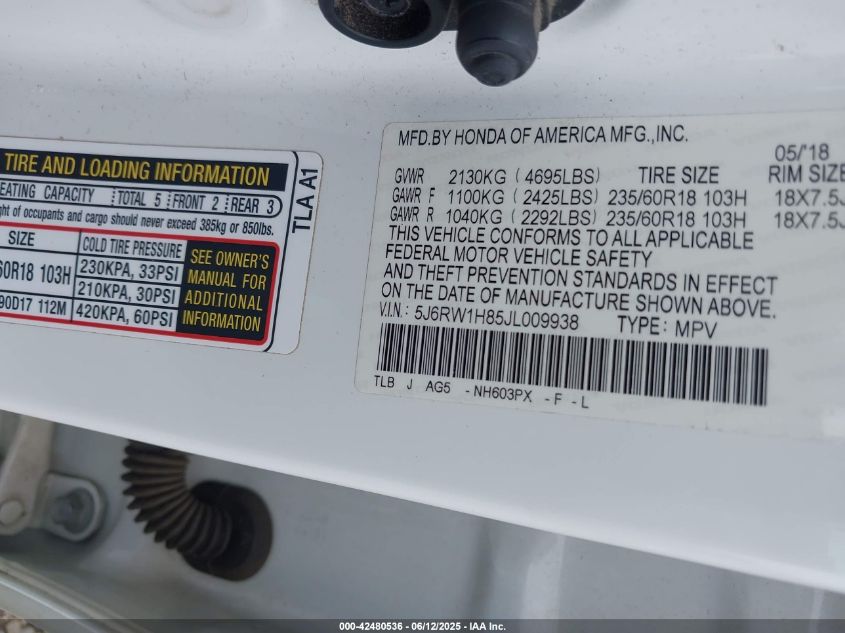 TIRE AND LOADING INFORMATION
EATING CAPACITY TOTAL 5 FRONT 2 REAR 3
ght of occupants and cargo should never exceed 385kg or 850lbs.
SIZE COLD TIRE PRESSURE
60R18 103H 230KPA, 33PSI
210KPA, 30PSI
90D17 112M 420KPA, 60PSI
SEE OWNER'S
MANUAL FOR
ADDITIONAL
INFORMATION
TLA A1
MFD.BY HONDA OF AMERICA MFG.,INC.
05/'18
GVWR 2130KG ( 4695LBS) TIRE SIZE RIM SIZE
GAWR F 1100KG ( 2425LBS) 235/60R18 103H 18X7.5J
GAWR R 1040KG ( 2292LBS) 235/60R18 103H 18X7.5J
THIS VEHICLE CONFORMS TO ALL APPLICABLE
FEDERAL MOTOR VEHICLE SAFETY
AND THEFT PREVENTION STANDARDS IN EFFECT
ON THE DATE OF MANUFACTURE SHOWN ABOVE.
V.I.N.: 5J6RW1H85JL009938 TYPE: MPV
TLB J AG5 - NH603PX - F - L
000-42480536 - 06/12/2025 - IAA Inc.